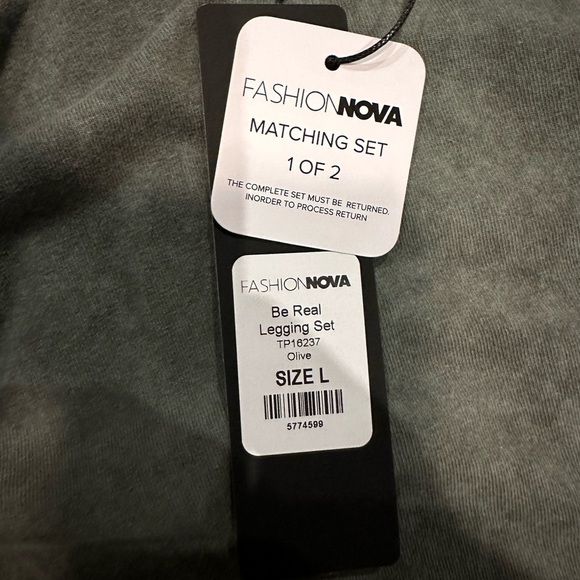 FASHIONNOVA
MATCHING SET
1 OF 2
THE COMPLETE SET MUST BE RETURNED.
INORDER TO PROCESS RETURN
FASHIONNOVA
Be Real
Legging Set
TP16237
Olive
SIZE L
5774599